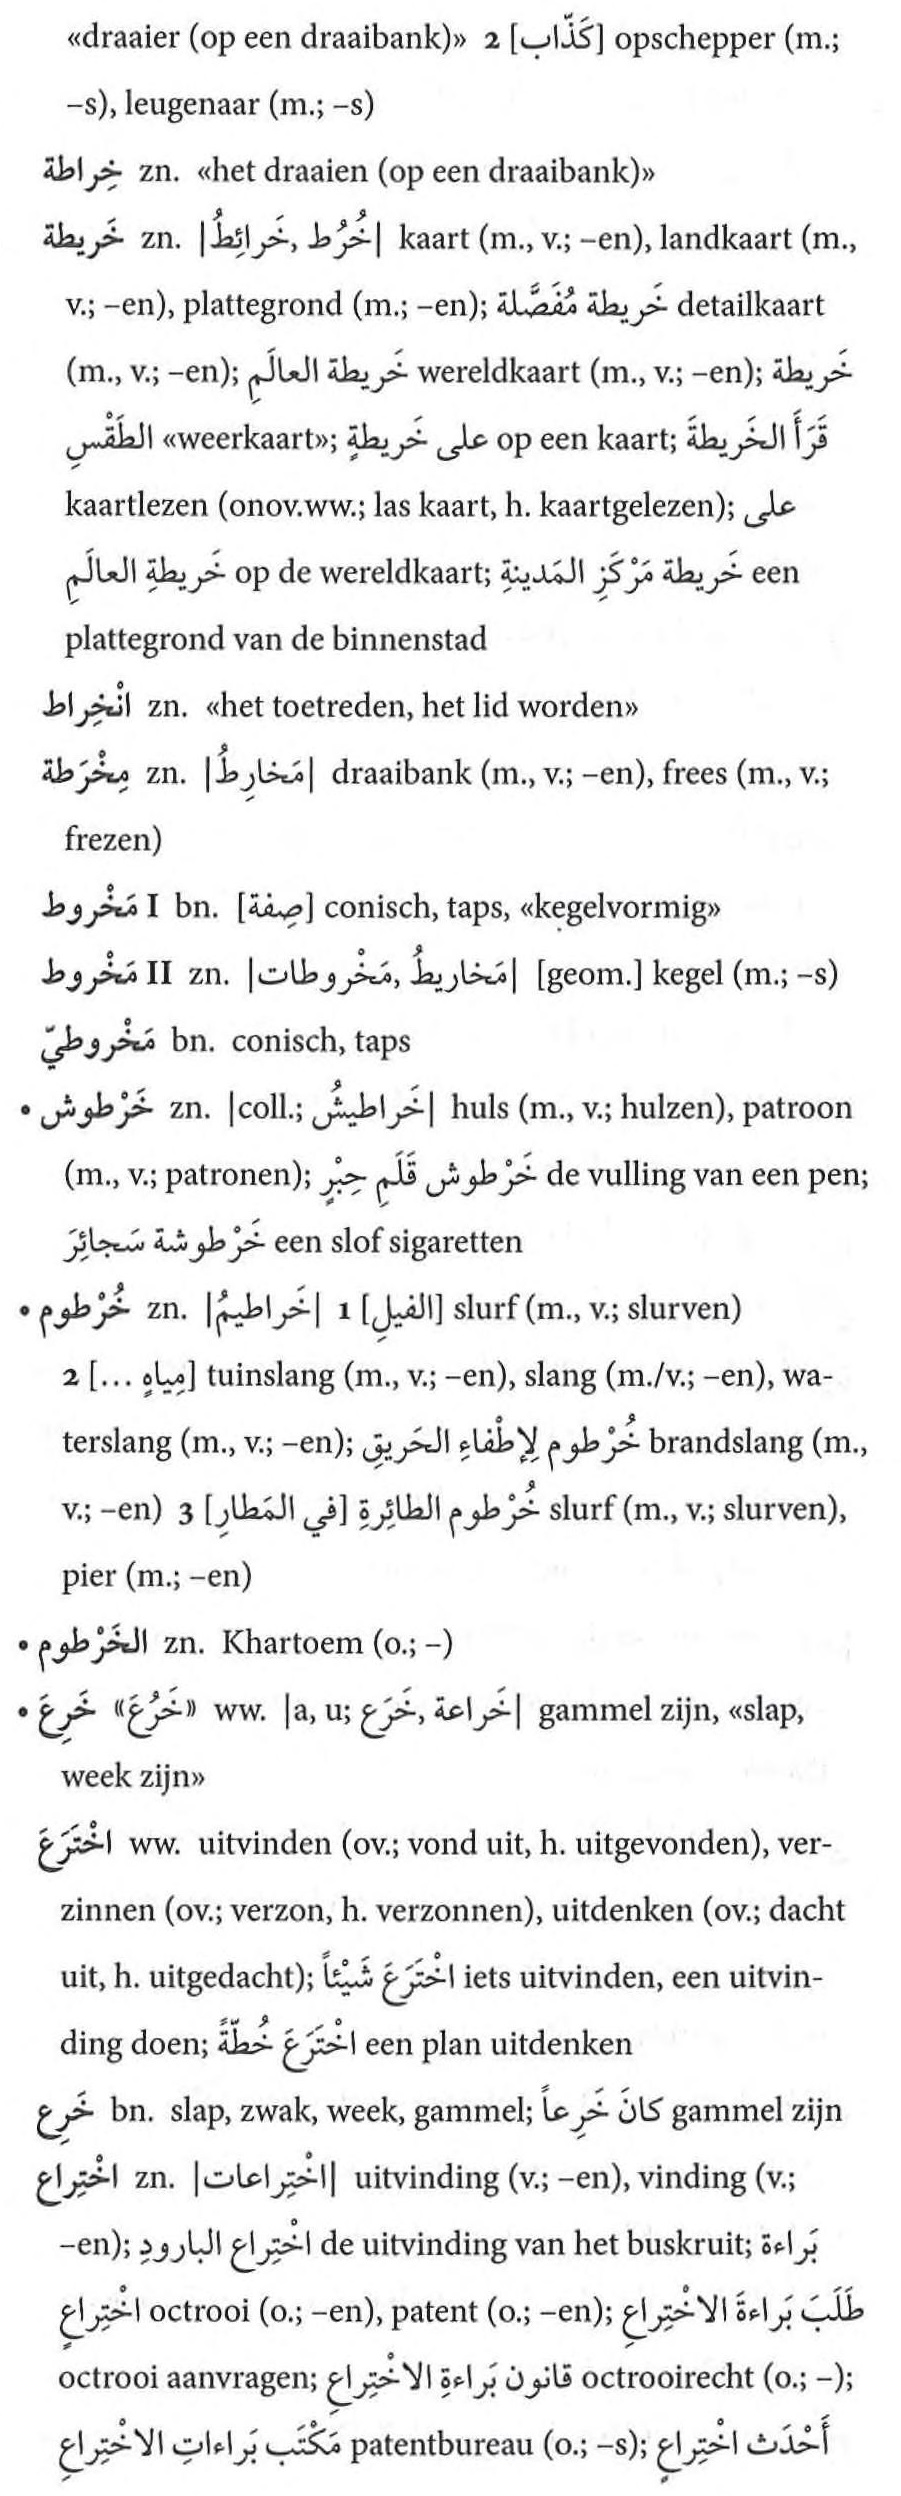 «draaier (op een draaibank)» 2 [كَذّاب] opschepper (m.;
–s), leugenaar (m.; –s)
خِراطة zn. «het draaien (op een draaibank)»
خَريطة zn. |خُرُط, خَرائِطُ| kaart (m., v.; –en), landkaart (m.,
v.; –en), plattegrond (m.; –en); خَريطة مُفَصَّلة detailkaart
(m., v.; –en); خَريطة العالَمِ wereldkaart (m., v.; –en); خَريطة
الطَقْسِ «weerkaart»; على خَريطةٍ op een kaart; قَرَأَ الخَريطةَ
kaartlezen (onov.ww.; las kaart, h. kaartgelezen); على
خَريطةِ العالَمِ op de wereldkaart; خَريطة مَرْكَزِ المَدينةِ een
plattegrond van de binnenstad
انْخِراط zn. «het toetreden, het lid worden»
مِخْرَطة zn. |مَخارِطُ| draaibank (m., v.; –en), frees (m., v.;
frezen)
مَخْروط I bn. [صِفة] conisch, taps, «kegelvormig»
مَخْروط II zn. |مَخاريطُ, مَخْروطات| [geom.] kegel (m.; –s)
مَخْروطيّ bn. conisch, taps
• خَرْطوش zn. |coll.; خَراطيشُ| huls (m., v.; hulzen), patroon
(m., v.; patronen); خَرْطوش قَلَمِ حِبْرٍ de vulling van een pen;
خَرْطوشة سَجائِرَ een slof sigaretten
• خُرْطوم zn. |خَراطيمُ| 1 [الفيلِ] slurf (m., v.; slurven)
2 [مِياهٍ ...] tuinslang (m., v.; –en), slang (m./v.; –en), wa-
terslang (m., v.; –en); خُرْطوم لِإطْفاءِ الحَريقِ brandslang (m.,
v.; –en) 3 خُرْطوم الطائِرةِ [في المَطارِ] slurf (m., v.; slurven),
pier (m.; –en)
• الخَرْطوم zn. Khartoem (o.; –)
• خَرِعَ «خَرُعَ» ww. |a, u; خَراعة, خَرَع| gammel zijn, «slap,
week zijn»
اخْتَرَعَ ww. uitvinden (ov.; vond uit, h. uitgevonden), ver-
zinnen (ov.; verzon, h. verzonnen), uitdenken (ov.; dacht
uit, h. uitgedacht); اخْتَرَعَ شَيْئاً iets uitvinden, een uitvin-
ding doen; اخْتَرَعَ خُطّةً een plan uitdenken
خَرِع bn. slap, zwak, week, gammel; كانَ خَرِعاً gammel zijn
اخْتِراع zn. |اخْتِراعات| uitvinding (v.; –en), vinding (v.;
–en); اخْتِراع البارودِ de uitvinding van het buskruit; بَراءة
اخْتِراعٍ octrooi (o.; –en), patent (o.; –en); طَلَبَ بَراءةَ الاخْتِراعِ
octrooi aanvragen; قانون بَراءةِ الاخْتِراعِ octrooirecht (o.; –);
مَكْتَب بَراءاتِ الاخْتِراعِ patentbureau (o.; –s); أَحْدَث اخْتِراعٍ